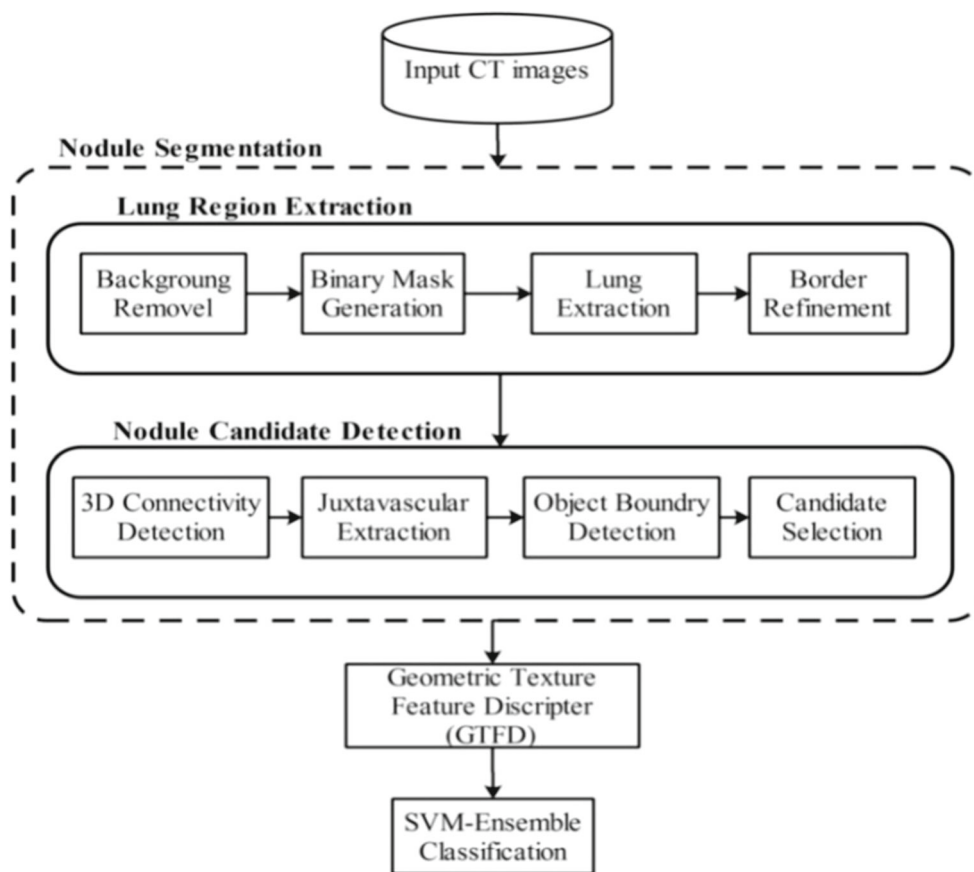 Input CT images
Nodule Segmentation
Lung Region Extraction
Backgroung
Removel
Binary Mask
Generation
Lung
Extraction
Border
Refinement
Nodule Candidate Detection
3D Connectivity
Detection
Juxtavascular
Extraction
Object Boundry
Detection
Candidate
Selection
Geometric Texture
Feature Discripter
(GTFD)
SVM-Ensemble
Classification